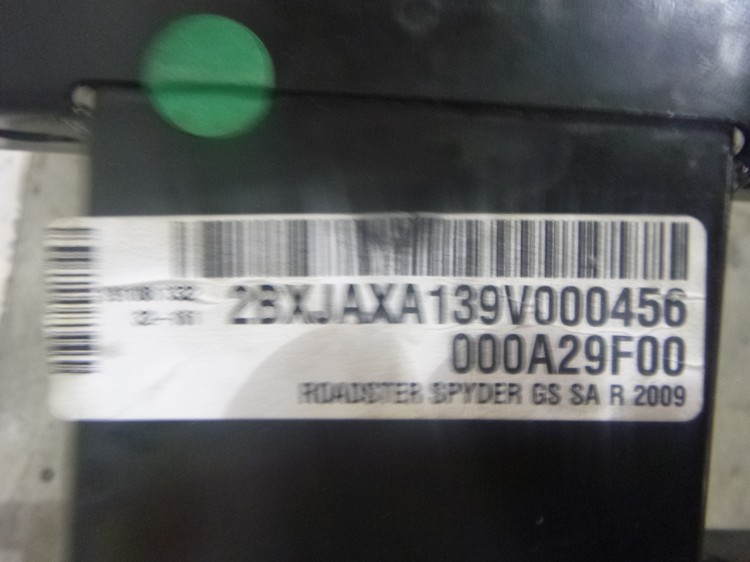 2BXJAXA139V000456
000A29F00
ROADSTER SPYDER GS SA R 2009